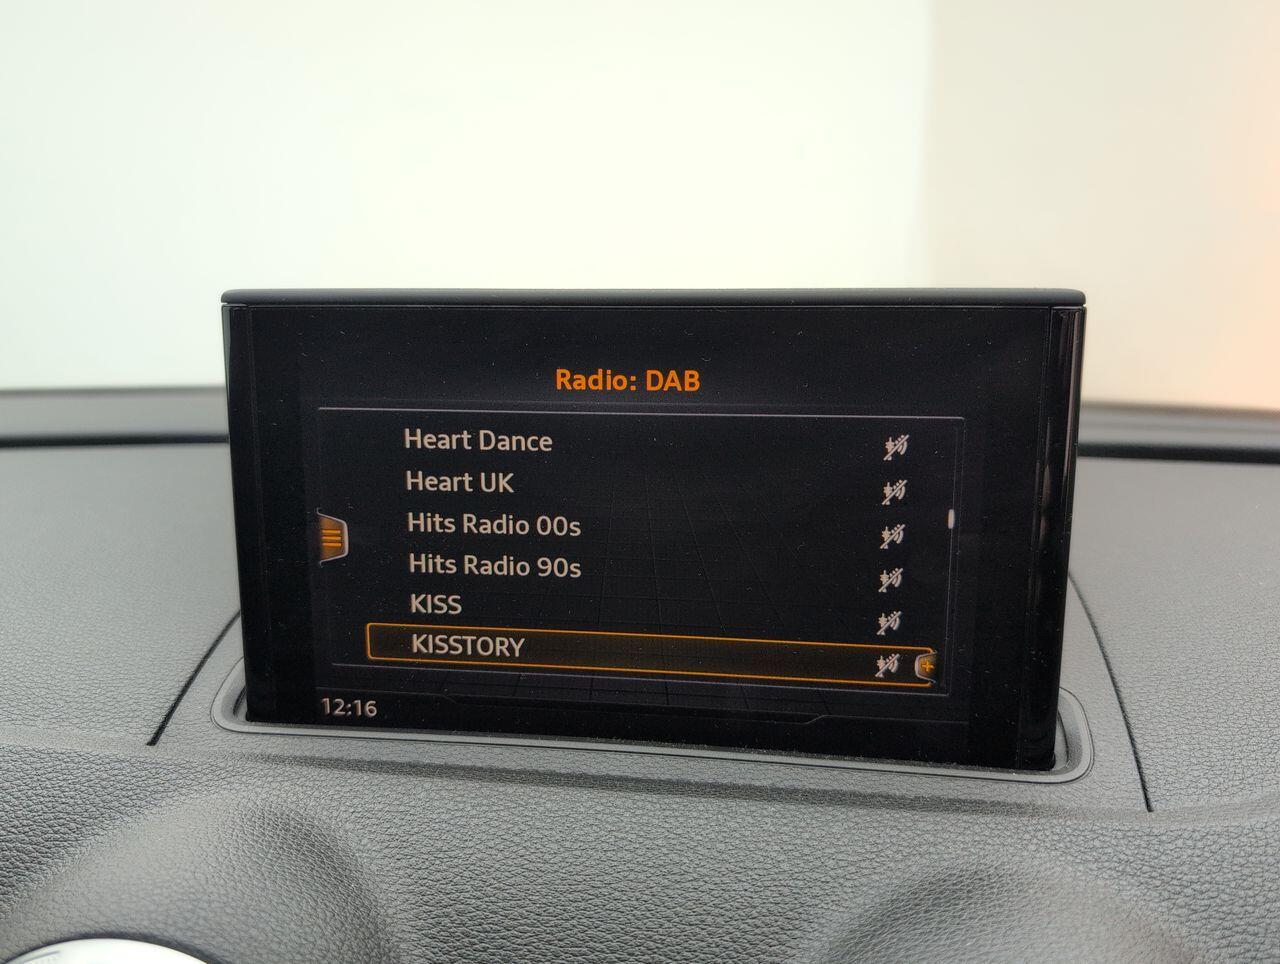 Radio: DAB
Heart Dance
Heart UK
Hits Radio 00s
Hits Radio 90s
KISS
KISSTORY
12:16